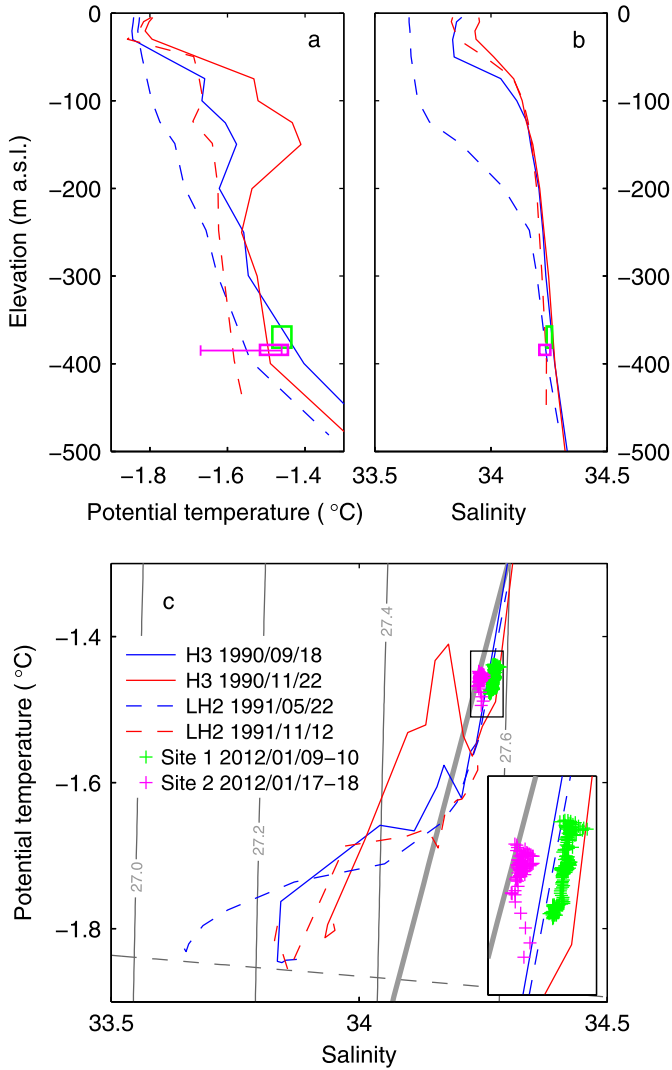 a
b
0
−100
−200
−300
−400
−500
Elevation (m a.s.l.)
−1.8
−1.6
−1.4
Potential temperature ( °C)
0
−100
−200
−300
−400
−500
33.5
34
34.5
Salinity
c
−1.4
−1.6
−1.8
Potential temperature ( °C)
27.0
27.2
27.4
27.6
H3 1990/09/18
H3 1990/11/22
LH2 1991/05/22
LH2 1991/11/12
Site 1 2012/01/09−10
Site 2 2012/01/17−18
33.5
34
34.5
Salinity